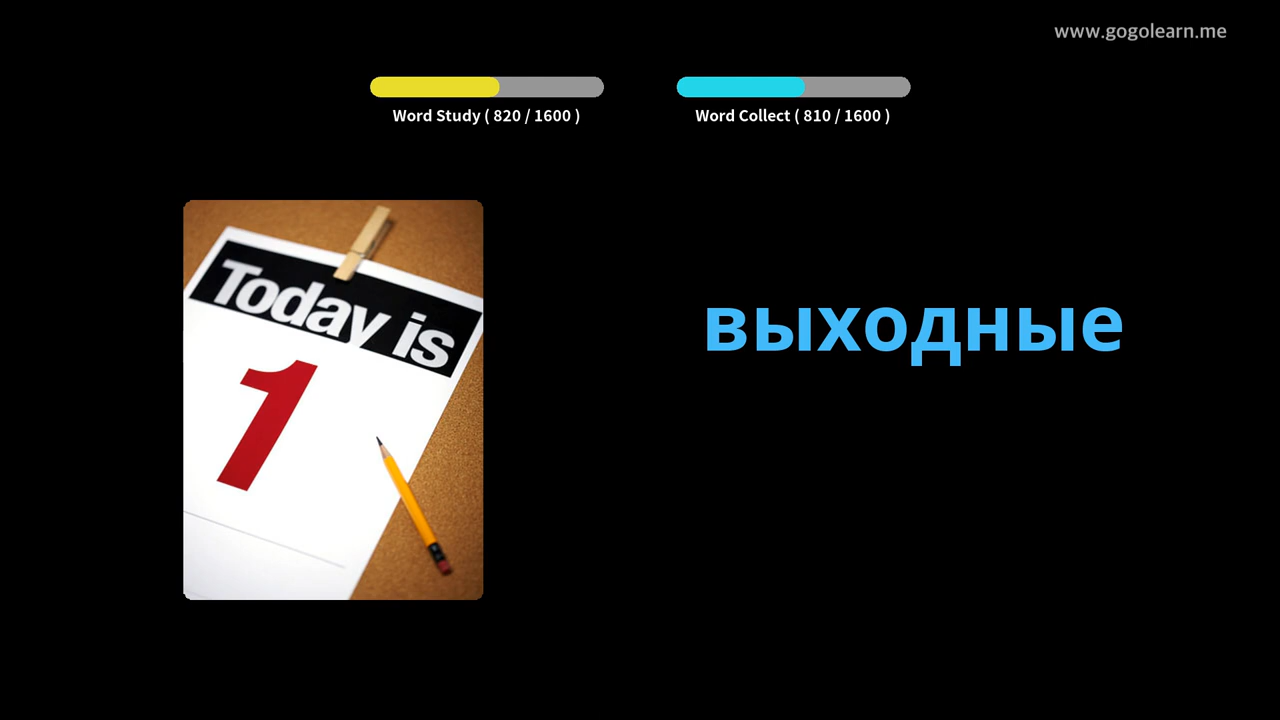 www.gogolearn.me
Word Study ( 820 / 1600 )
Word Collect ( 810 / 1600 )
Today is
1
выходные